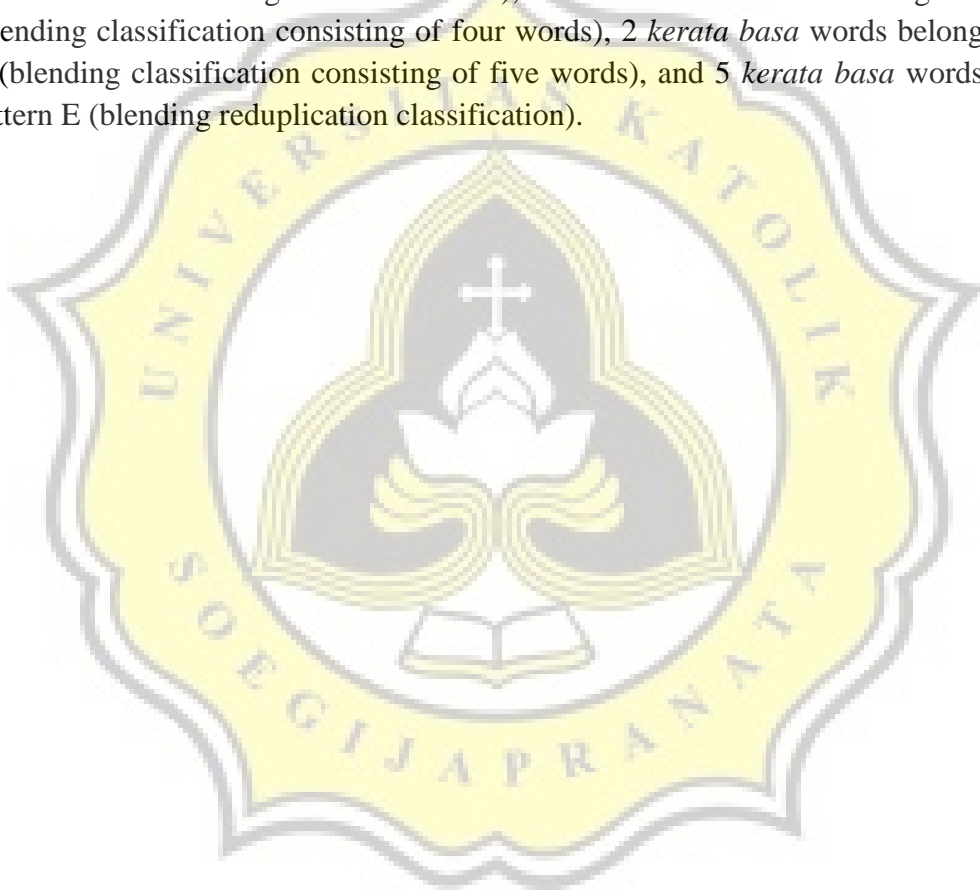 ending classification consisting of four words), 2 kerata basa words belong
(blending classification consisting of five words), and 5 kerata basa words
ttern E (blending reduplication classification).
UNIVERSITAS KATOLIK
SOEGIJAPRANATA